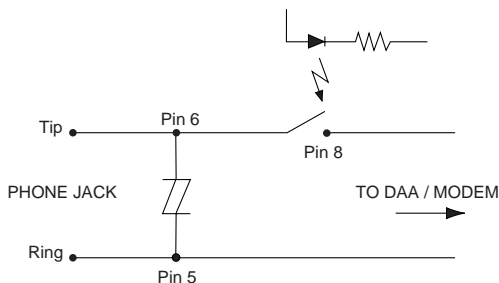 Tip
Pin 6
Pin 8
PHONE JACK
TO DAA / MODEM
Ring
Pin 5